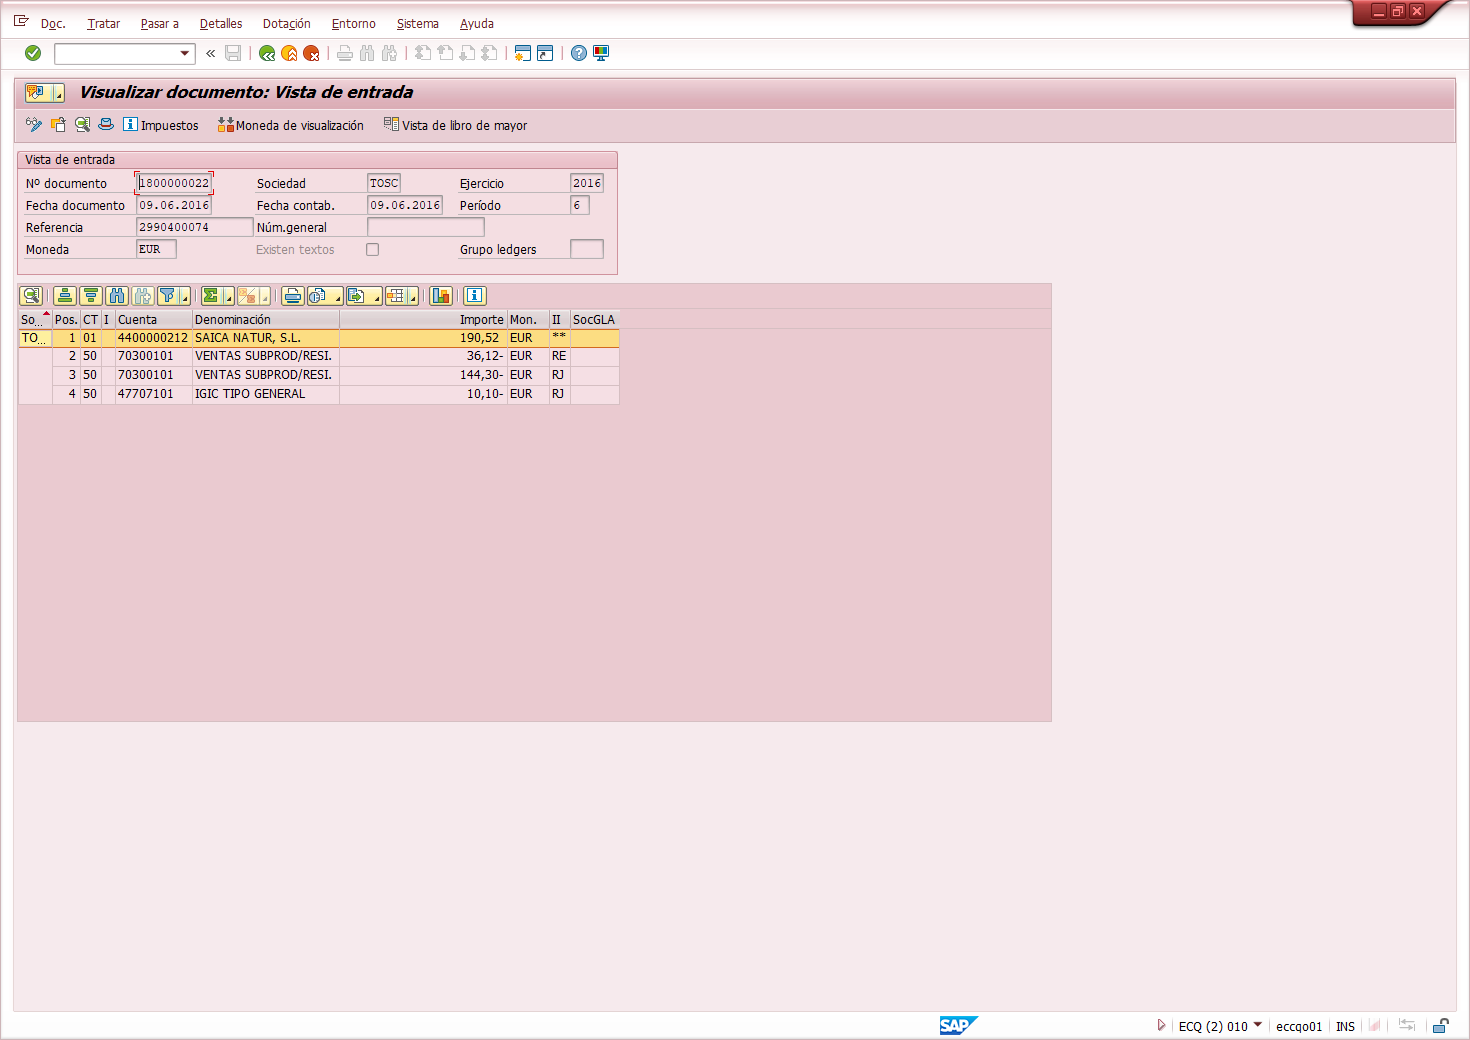 Doc. Tratar Pasar a Detalles Dotación Entorno Sistema Ayuda
Visualizar documento: Vista de entrada
Impuestos Moneda de visualización Vista de libro de mayor
Vista de entrada
Nº documento 1800000022 Sociedad TOSC Ejercicio 2016
Fecha documento 09.06.2016 Fecha contab. 09.06.2016 Período 6
Referencia 2990400074 Núm.general
Moneda EUR Existen textos Grupo ledgers
So... Pos. CT I Cuenta Denominación Importe Mon. II SocGLA
TO... 1 01 4400000212 SAICA NATUR, S.L. 190,52 EUR **
2 50 70300101 VENTAS SUBPROD/RESI. 36,12- EUR RE
3 50 70300101 VENTAS SUBPROD/RESI. 144,30- EUR RJ
4 50 47707101 IGIC TIPO GENERAL 10,10- EUR RJ
SAP ECQ (2) 010 eccqo01 INS